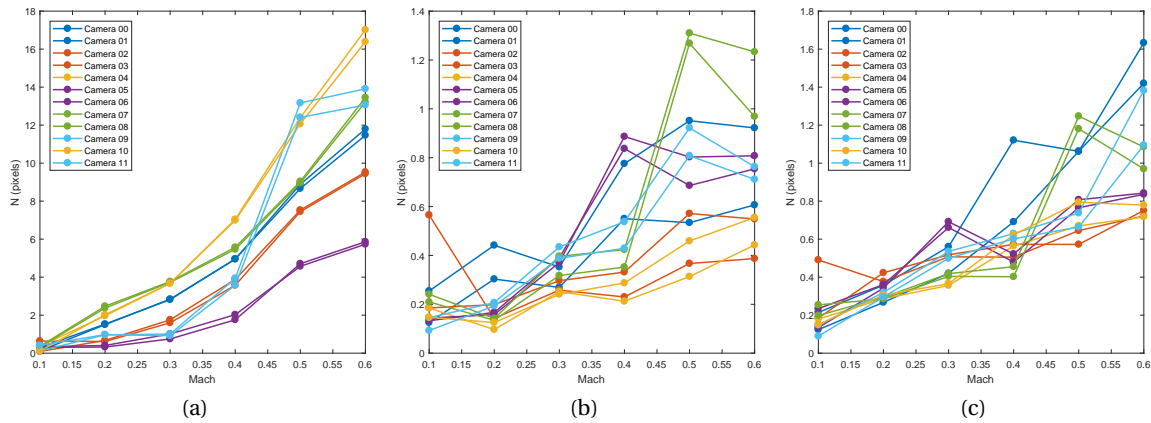 18
16
14
12
10
8
6
4
2
0
N (pixels)
0.1 0.15 0.2 0.25 0.3 0.35 0.4 0.45 0.5 0.55 0.6
Mach
Camera 00
Camera 01
Camera 02
Camera 03
Camera 04
Camera 05
Camera 06
Camera 07
Camera 08
Camera 09
Camera 10
Camera 11
(a)
1.4
1.2
1
0.8
0.6
0.4
0.2
0
N (pixels)
0.1 0.15 0.2 0.25 0.3 0.35 0.4 0.45 0.5 0.55 0.6
Mach
Camera 00
Camera 01
Camera 02
Camera 03
Camera 04
Camera 05
Camera 06
Camera 07
Camera 08
Camera 09
Camera 10
Camera 11
(b)
1.8
1.6
1.4
1.2
1
0.8
0.6
0.4
0.2
0
N (pixels)
0.1 0.15 0.2 0.25 0.3 0.35 0.4 0.45 0.5 0.55 0.6
Mach
Camera 00
Camera 01
Camera 02
Camera 03
Camera 04
Camera 05
Camera 06
Camera 07
Camera 08
Camera 09
Camera 10
Camera 11
(c)